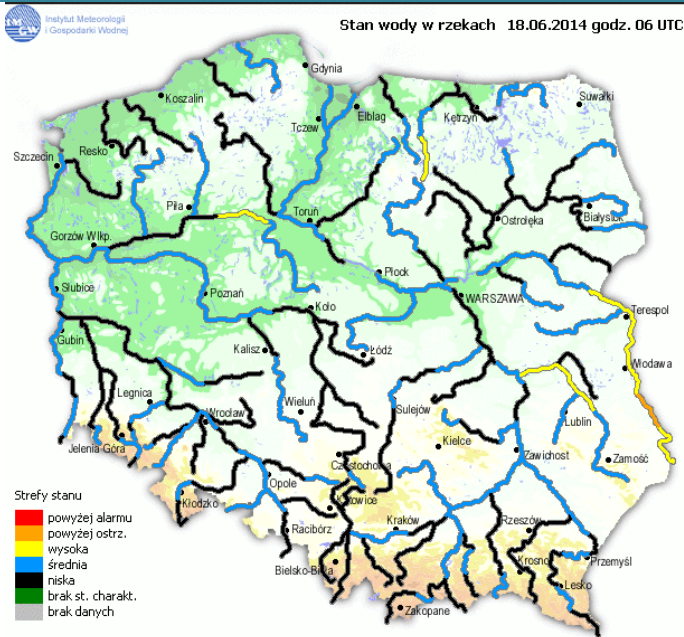 Instytut Meteorologii
i Gospodarki Wodnej
IMGW
Stan wody w rzekach 18.06.2014 godz. 06 UTC
Gdynia
Suwałki
Koszalin
Elbląg
Kętrzyn
Tczew
Resko
Szczecin
Piła
Toruń
Ostrołęka
Białystok
Gorzów Wlkp.
Płock
Słubice
Poznań
WARSZAWA
Koło
Terespol
Gubin
Kalisz
Łódź
Włodawa
Legnica
Wieluń
Sulejów
Wrocław
Lublin
Jelenia Góra
Kielce
Zawichost
Zamość
Częstochowa
Opole
Kłodzko
Katowice
Kraków
Rzeszów
Racibórz
Krosno
Przemyśl
Bielsko-Biała
Lesko
Zakopane
Strefy stanu
powyżej alarmu
powyżej ostrz.
wysoka
średnia
niska
brak st. charakt.
brak danych